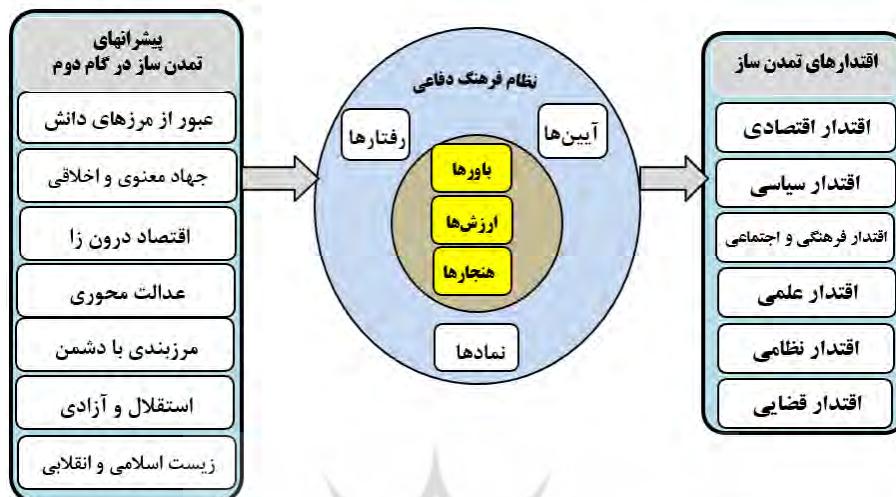 پیشرانهای
تمدن ساز در گام دوم
عبور از مرزهای دانش
جهاد معنوی و اخلاقی
اقتصاد درون زا
عدالت محوری
مرزبندی با دشمن
استقلال و آزادی
زیست اسلامی و انقلابی
نظام فرهنگ دفاعی
رفتارها
آیین‌ها
باورها
ارزش‌ها
هنجارها
نمادها
اقتدارهای تمدن ساز
اقتدار اقتصادی
اقتدار سیاسی
اقتدار فرهنگی و اجتماعی
اقتدار علمی
اقتدار نظامی
اقتدار قضایی